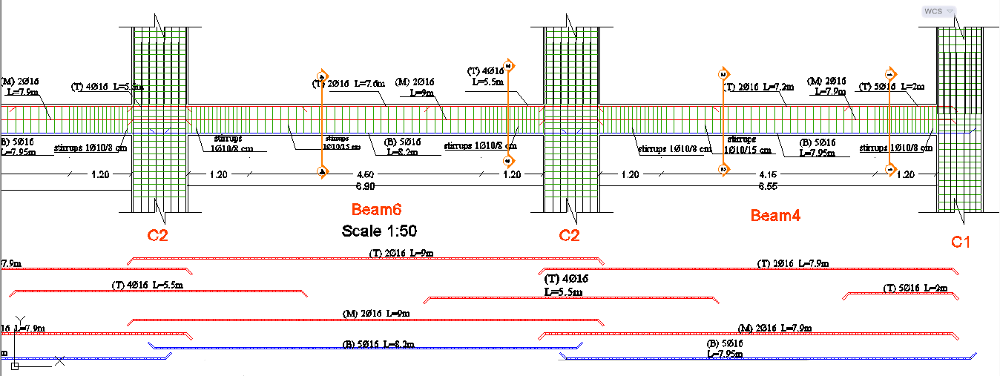 WCS
(M) 2Ø16
L=7.9m
(T) 4Ø16 L=5.5m
(T) 2Ø16 L=7.6m
(M) 2Ø16
L=9m
(T) 4Ø16
L=5.5m
(T) 2Ø16 L=7.2m
(M) 2Ø16
L=7.9m
(T) 5Ø16 L=2m
B) 5Ø16
L=7.95m
stirrups 1Ø10/8 cm
stirrups
1Ø10/8 cm
stirrups
1Ø10/15 cm
(B) 5Ø16
L=8.2m
stirrups 1Ø10/8 cm
stirrups 1Ø10/8 cm
stirrups
1Ø10/15 cm
(B) 5Ø16
L=7.95m
stirrups 1Ø10/8 cm
1.20
1.20
4.60
1.20
1.20
4.15
1.20
6.90
6.55
Beam6
Scale 1:50
Beam4
C2
C2
C1
(T) 2Ø16 L=9m
7.9m
(T) 2Ø16 L=7.9m
(T) 4Ø16 L=5.5m
(T) 4Ø16
L=5.5m
(T) 5Ø16 L=2m
(M) 2Ø16 L=9m
16 L=7.9m
(M) 2Ø16 L=7.9m
(B) 5Ø16 L=8.2m
(B) 5Ø16
L=7.95m
m
Y
X